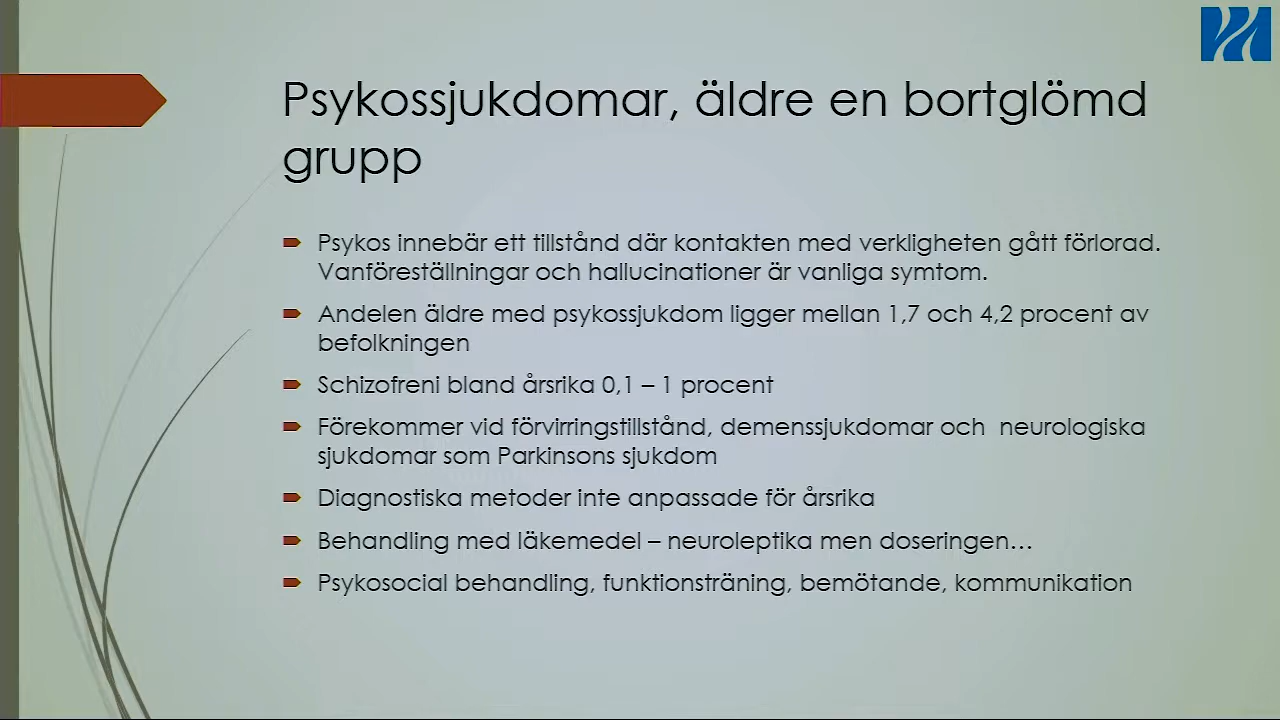 Psykossjukdomar, äldre en bortglömd
grupp
Psykos innebär ett tillstånd där kontakten med verkligheten gått förlorad.
Vanföreställningar och hallucinationer är vanliga symtom.
Andelen äldre med psykossjukdom ligger mellan 1,7 och 4,2 procent av
befolkningen
Schizofreni bland årsrika 0,1 – 1 procent
Förekommer vid förvirringstillstånd, demenssjukdomar och neurologiska
sjukdomar som Parkinsons sjukdom
Diagnostiska metoder inte anpassade för årsrika
Behandling med läkemedel – neuroleptika men doseringen…
Psykosocial behandling, funktionsträning, bemötande, kommunikation